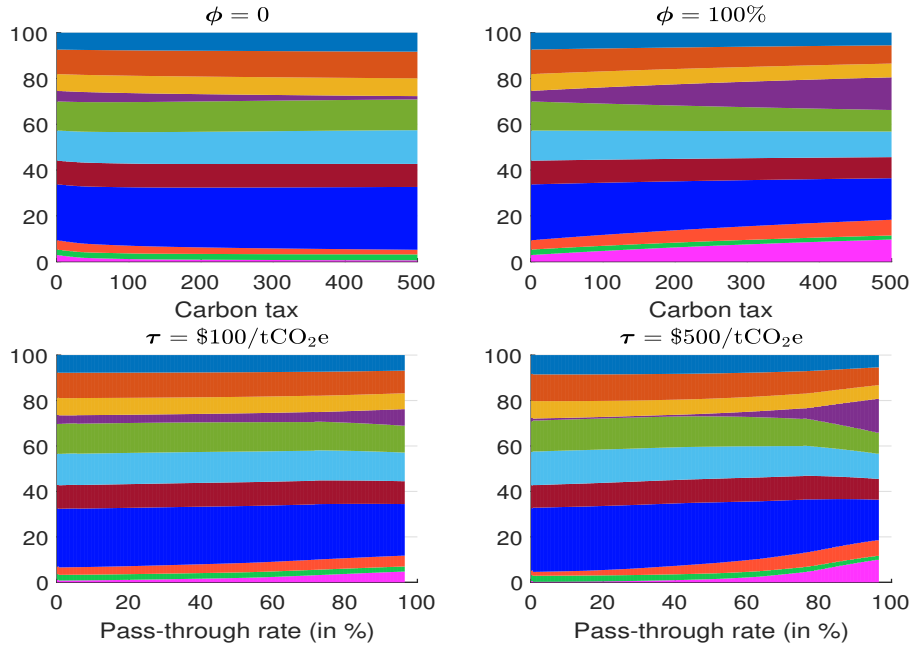 ϕ = 0
100
80
60
40
20
0
0 100 200 300 400 500
Carbon tax
ϕ = 100%
100
80
60
40
20
0
0 100 200 300 400 500
Carbon tax
τ = $100/tCO₂e
100
80
60
40
20
0
0 20 40 60 80 100
Pass-through rate (in %)
τ = $500/tCO₂e
100
80
60
40
20
0
0 20 40 60 80 100
Pass-through rate (in %)